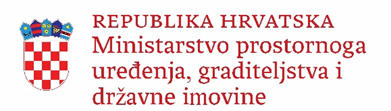 REPUBLIKA HRVATSKA
Ministarstvo prostornoga
uređenja, graditeljstva i
državne imovine